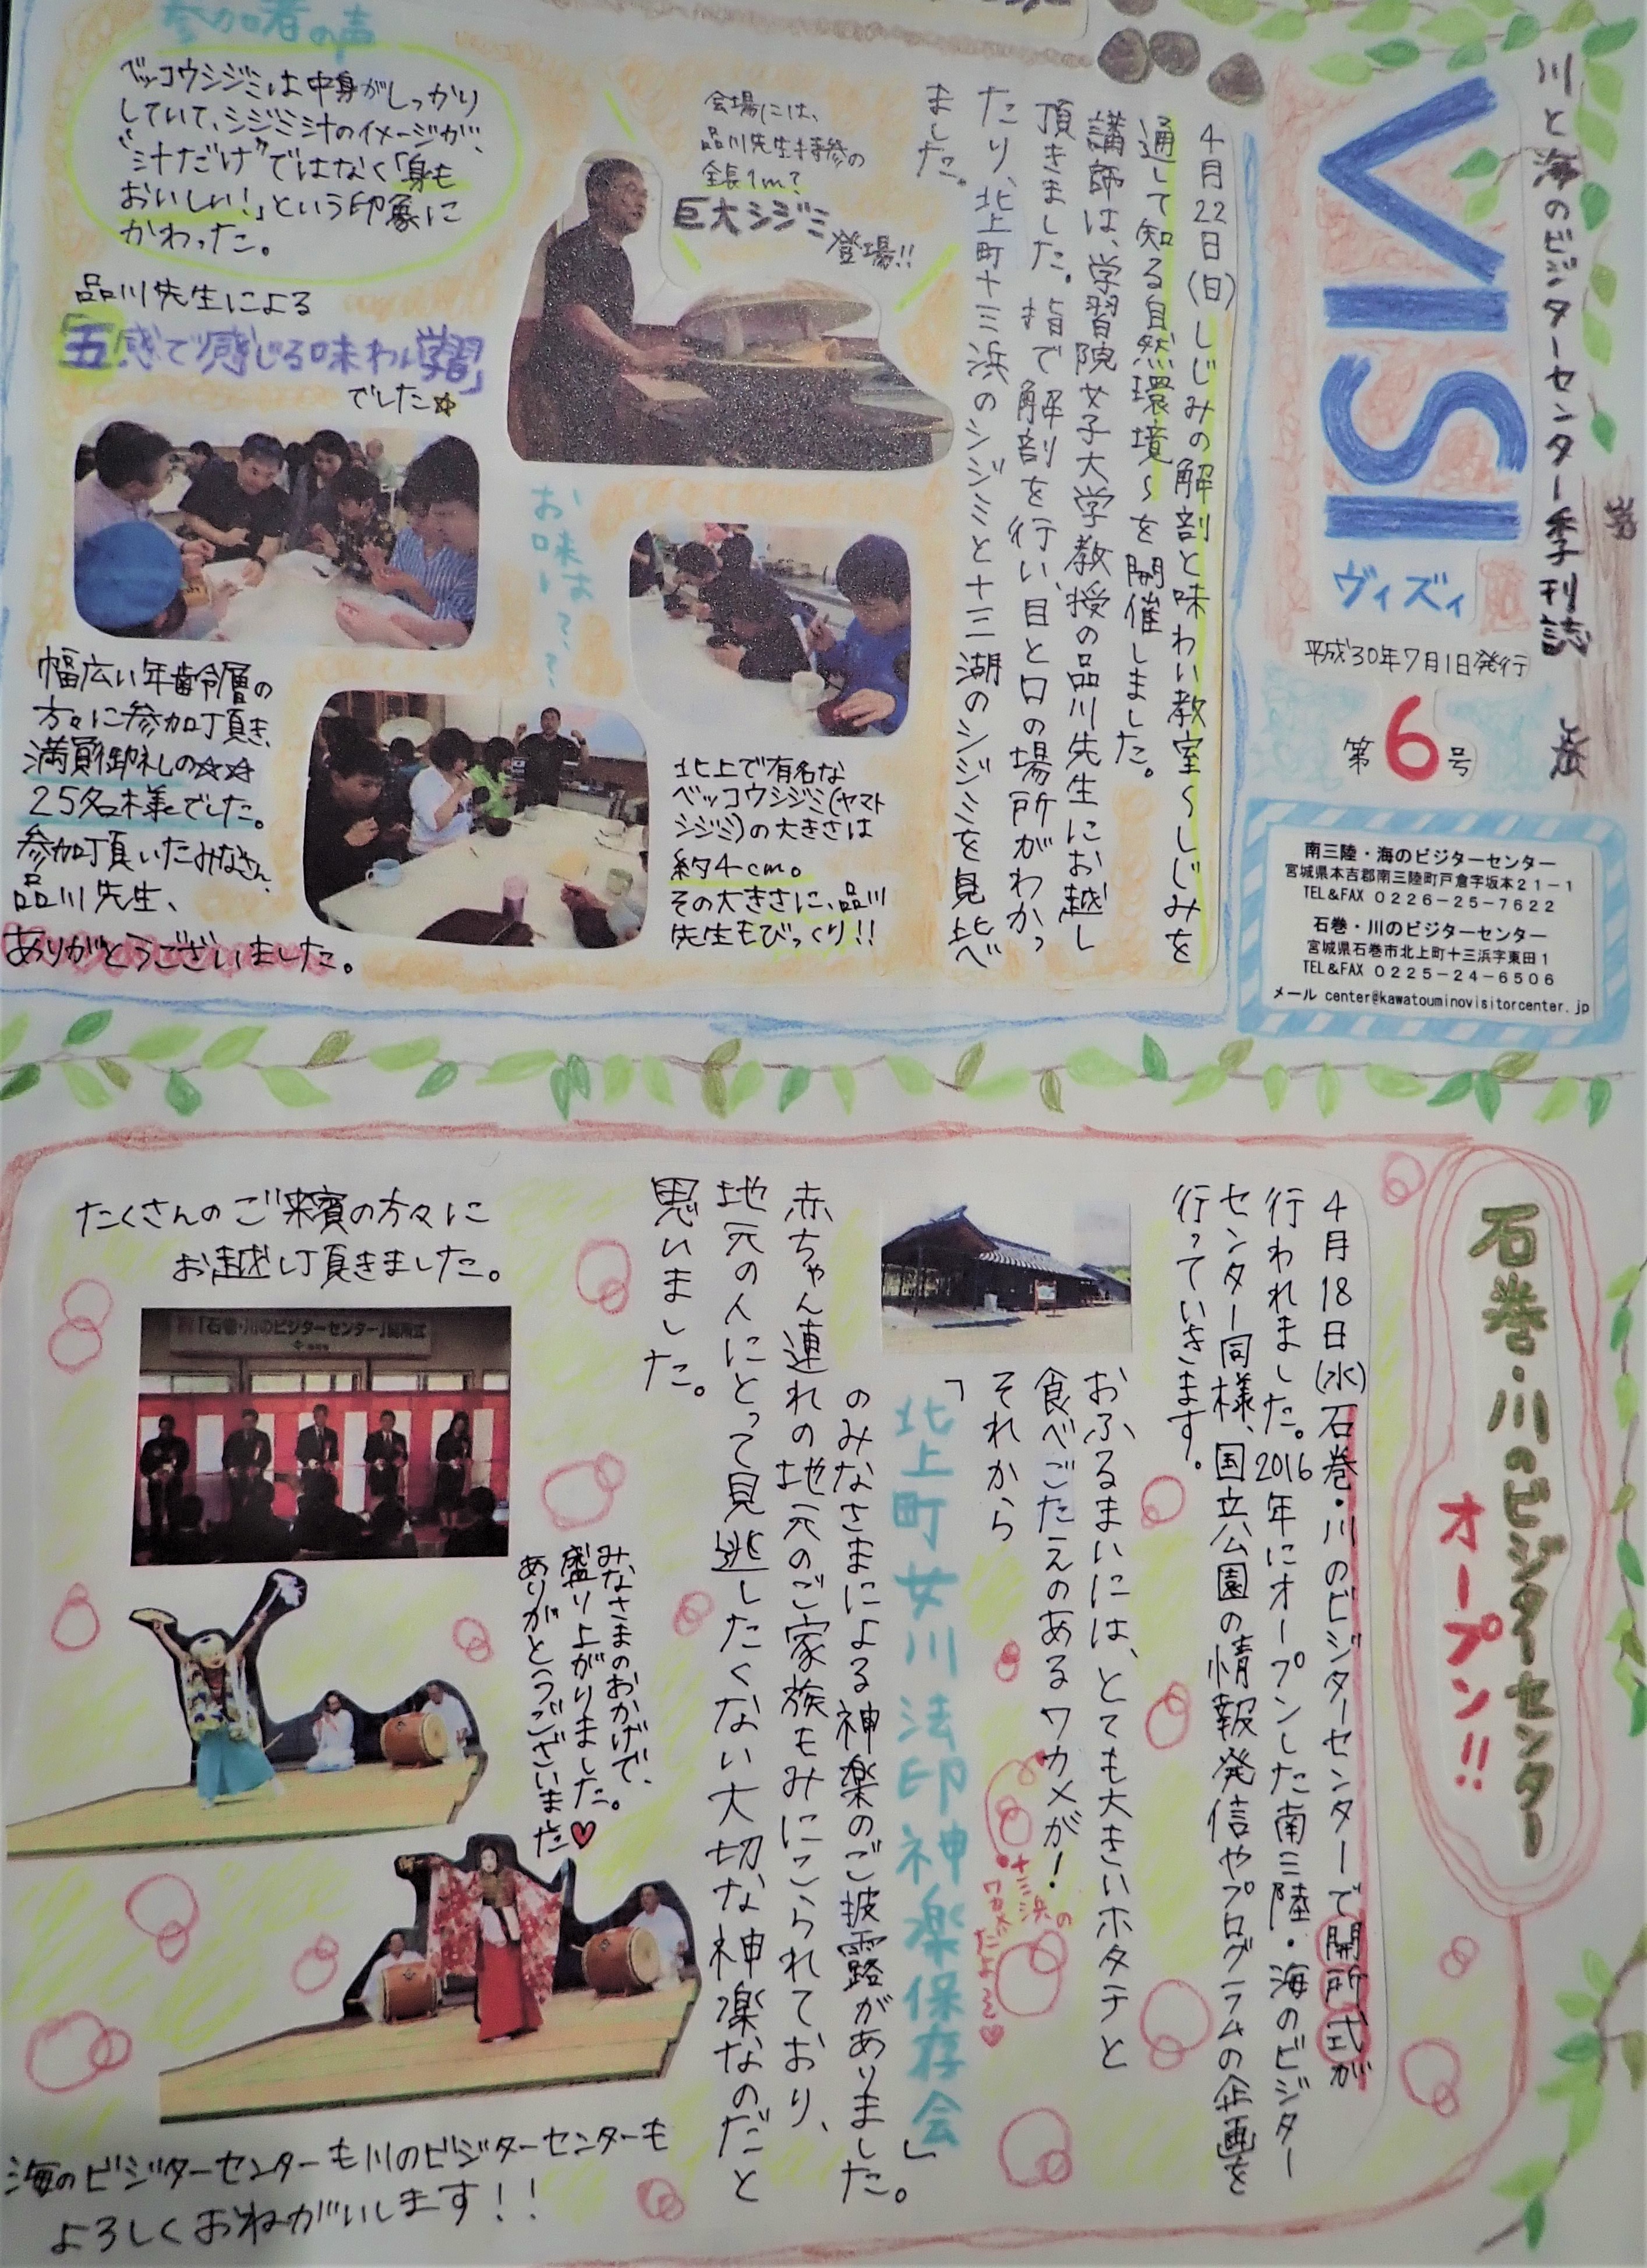 川と海のビジターセンター季刊誌
VISI
ヴィズィ
平成30年7月1日発行
第6号
南三陸・海のビジターセンター
宮城県本吉郡南三陸町戸倉字坂本21-1
TEL&FAX 0226-25-7622
石巻・川のビジターセンター
宮城県石巻市北上町十三浜字東田1
TEL&FAX 0225-24-6506
メール center@kawatouminovisitorcenter.jp
4月22日(日)しじみの解剖と味わい教室~しじみを
通して知る自然環境~を開催しました。
講師は、学習院女子大学教授の品川先生にお越し
頂きました。指で解剖を行い、目と口の場所がわかっ
たり、北上町十三浜のシジミと十三湖のシジミを見比べ
ました。
会場には、
品川先生持参の
全長1m?
巨大シジミ
登場!!
参加者の声
ベッコウシジミは中身がしっかり
していて、シジミ汁のイメージが、
"汁だけ"ではなく「身も
おいしい!」という印象に
かわった。
品川先生による
「五感で感じる味わい学習」
でした☆
お味は???
北上で有名な
ベッコウシジミ(ヤマト
シジミ)の大きさは
約4cm。
その大きさに、品川
先生もびっくり!!
幅広い年齢層の
方々に参加頂き、
満員御礼の☆☆
25名様でした。
参加頂いたみなさん、
品川先生、
ありがとうございました。
石巻・川のビジターセンター
オープン!!
4月18日(水)石巻・川のビジターセンターで開所式が
行われました。2016年にオープンした南三陸・海のビジター
センター同様、国立公園の情報発信やプログラムの企画を
行っていきます。
おふるまいには、とても大きいホタテと
食べごたえのあるワカメが!
十三浜の
ワカメだよ
それから
「北上町女川法印神楽保存会」
のみなさまによる神楽のご披露がありました。
赤ちゃん連れの地元のご家族もみにこられており、
地元の人にとって見逃したくない大切な神楽なのだと
思いました。
たくさんのご来賓の方々に
お越し頂きました。
「石巻・川のビジターセンター」開所式
みなさまのおかげで、
盛り上がりました。
ありがとうございました♥
海のビジターセンターも川のビジターセンターも
よろしくおねがいします!!